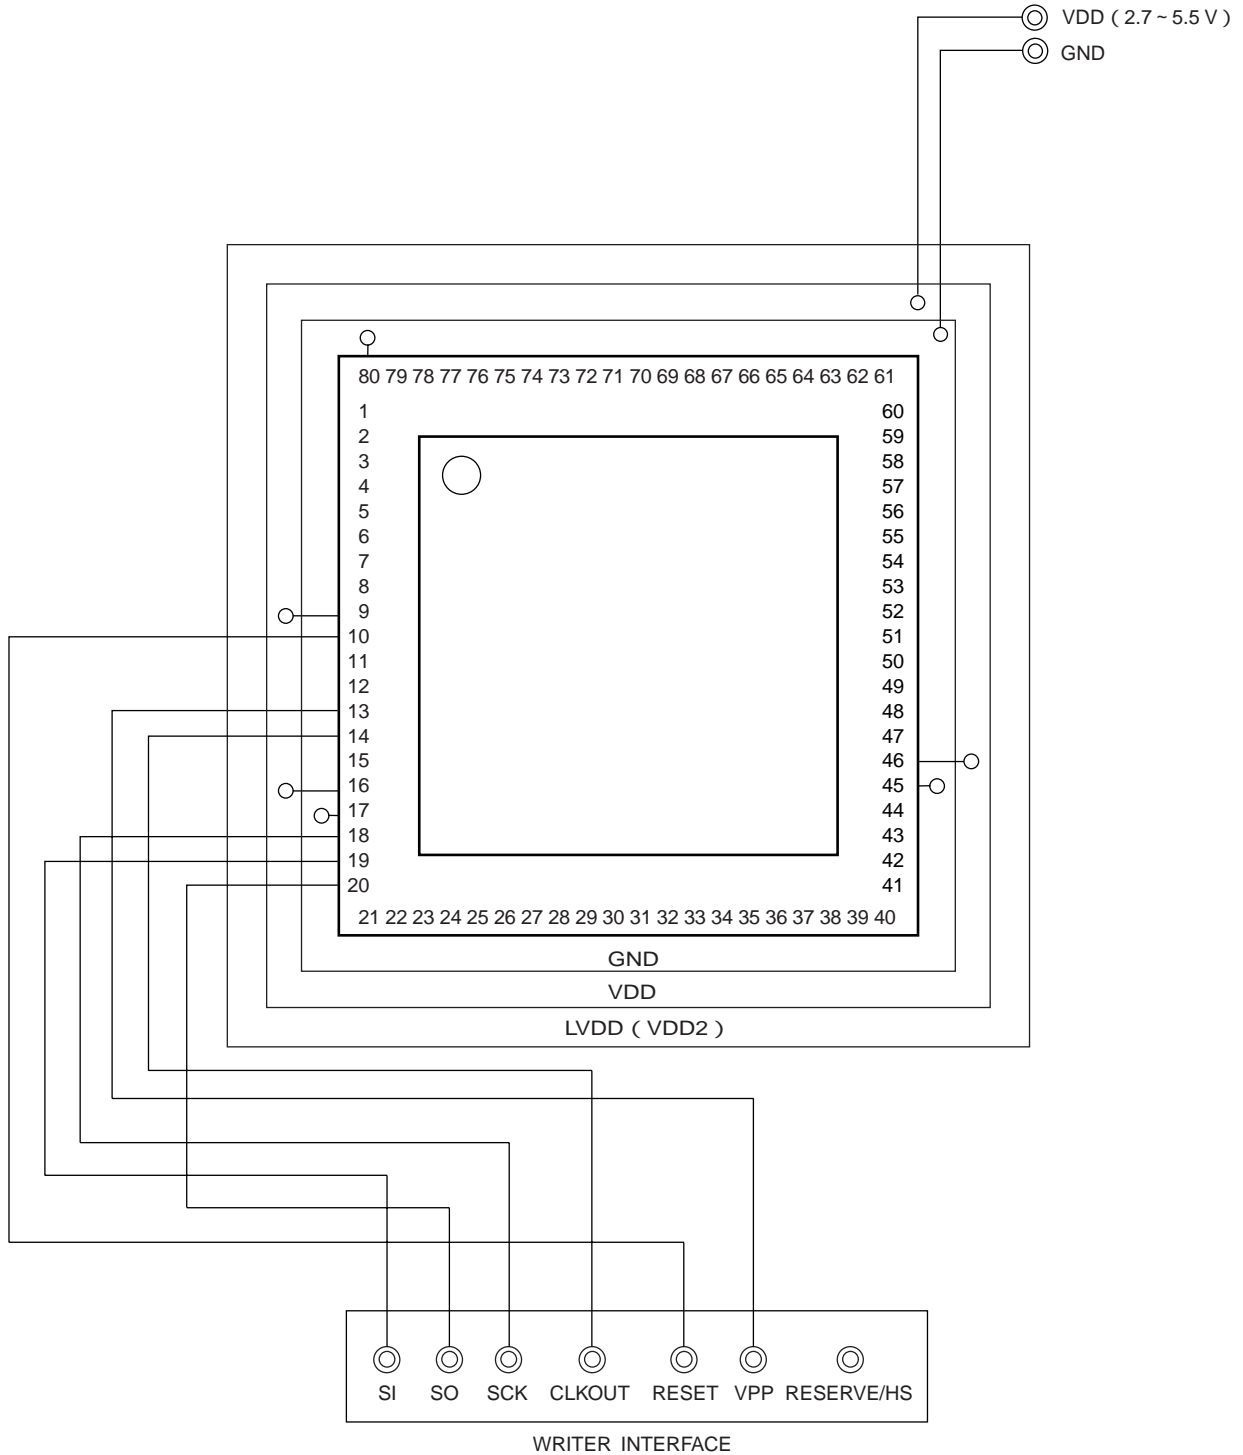 VDD ( 2.7 ~ 5.5 V )
GND
80 79 78 77 76 75 74 73 72 71 70 69 68 67 66 65 64 63 62 61
1 60
2 59
3 58
4 57
5 56
6 55
7 54
8 53
9 52
10 51
11 50
12 49
13 48
14 47
15 46
16 45
17 44
18 43
19 42
20 41
21 22 23 24 25 26 27 28 29 30 31 32 33 34 35 36 37 38 39 40
GND
VDD
LVDD ( VDD2 )
SI SO SCK CLKOUT RESET VPP RESERVE/HS
WRITER INTERFACE